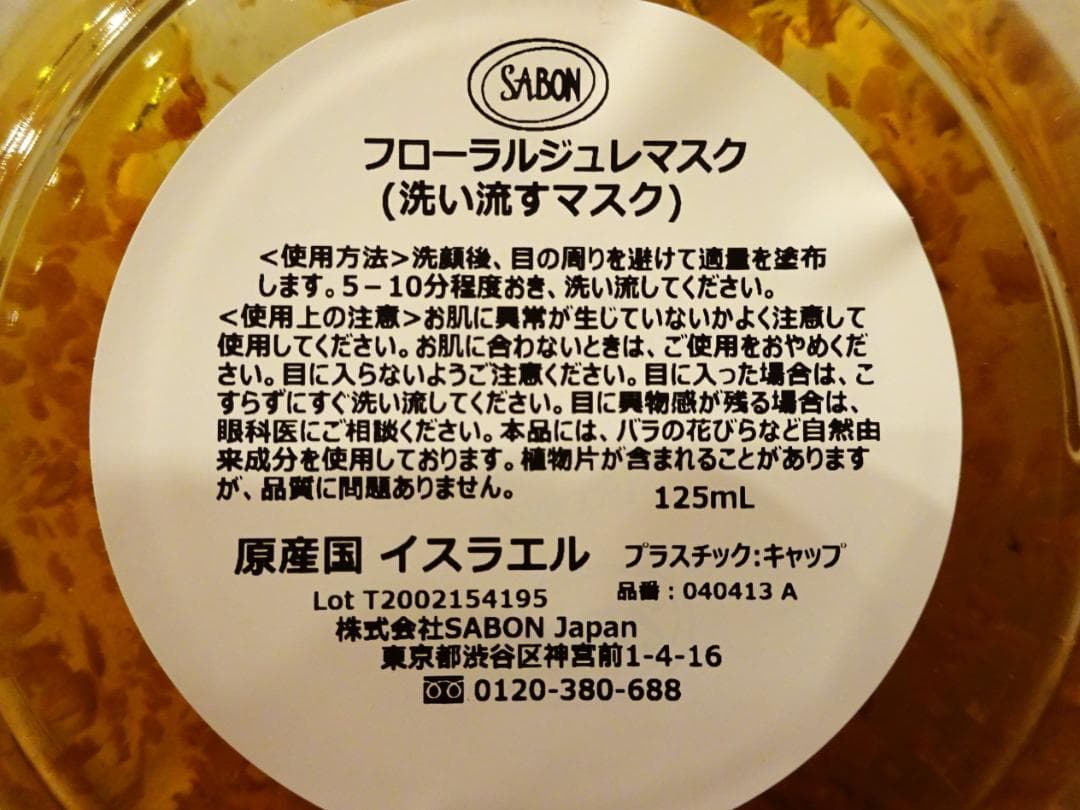 SABON
フローラルジュレマスク
(洗い流すマスク)
<使用方法>洗顔後、目の周りを避けて適量を塗布
します。5－10分程度おき、洗い流してください。
<使用上の注意>お肌に異常が生じていないかよく注意して
使用してください。お肌に合わないときは、ご使用をおやめくだ
さい。目に入らないようご注意ください。目に入った場合は、こ
すらずにすぐ洗い流してください。目に異物感が残る場合は、
眼科医にご相談ください。本品には、バラの花びらなど自然由
来成分を使用しております。植物片が含まれることがあります
が、品質に問題ありません。 125mL
原産国 イスラエル プラスチック:キャップ
Lot T2002154195 品番：040413 A
株式会社SABON Japan
東京都渋谷区神宮前1-4-16
0120-380-688